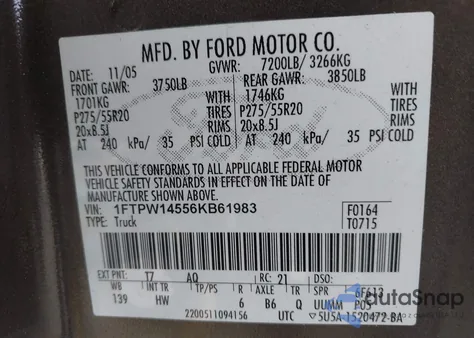 MFD. BY FORD MOTOR CO.
DATE: 11/05 GVWR: 7200LB/ 3266KG
FRONT GAWR: 3750LB REAR GAWR: 3850LB
1701KG WITH 1746KG WITH
P275/55R20 TIRES P275/55R20 TIRES
20x8.5J RIMS 20x8.5J RIMS
AT 240 kPa/ 35 PSI COLD AT 240 kPa/ 35 PSI COLD
THIS VEHICLE CONFORMS TO ALL APPLICABLE FEDERAL MOTOR
VEHICLE SAFETY STANDARDS IN EFFECT ON THE DATE OF
MANUFACTURE SHOWN ABOVE.
VIN: 1FTPW14556KB61983 F0164
TYPE: Truck T0715
EXT PNT: T7 AQ RC: 21 DSO:
WB INT TR TP/PS R AXLE TR SPR
139 HW 6 B6 Q UUMM P05
2200511094156 UTC SU5A 1520472-BA
autoSnap